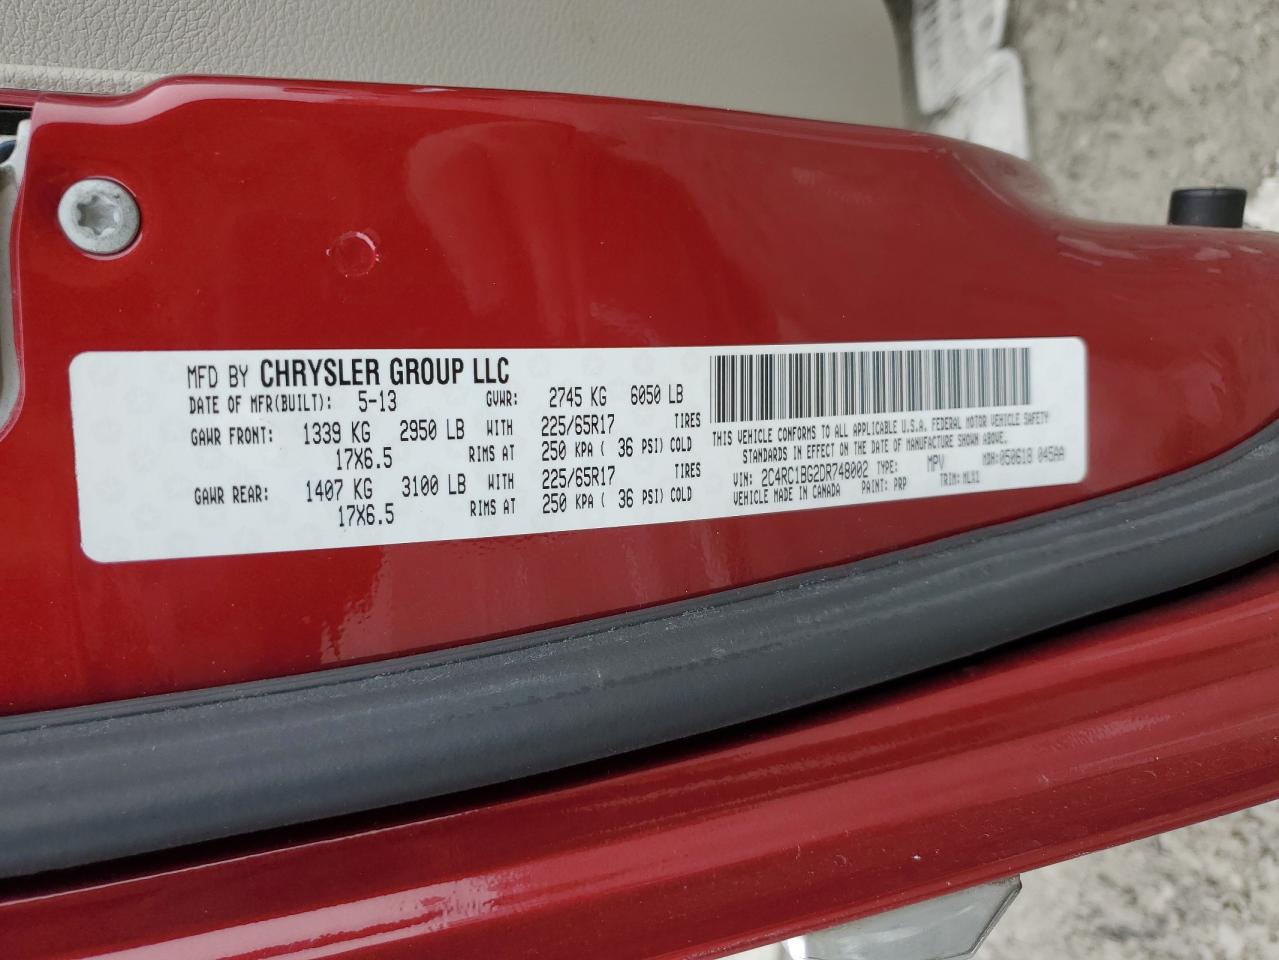 MFD BY CHRYSLER GROUP LLC
DATE OF MFR(BUILT): 5-13 GVWR: 2745 KG 6050 LB
GAWR FRONT: 1339 KG 2950 LB WITH 225/65R17 TIRES
17X6.5 RIMS AT 250 KPA ( 36 PSI) COLD
GAWR REAR: 1407 KG 3100 LB WITH 225/65R17 TIRES
17X6.5 RIMS AT 250 KPA ( 36 PSI) COLD
THIS VEHICLE CONFORMS TO ALL APPLICABLE U.S.A. FEDERAL MOTOR VEHICLE SAFETY
STANDARDS IN EFFECT ON THE DATE OF MANUFACTURE SHOWN ABOVE.
VIN: 2C4RC1BG2DR748002 TYPE: MPV MDH:050618 045AA
VEHICLE MADE IN CANADA PAINT: PRP TRIM: MLX1